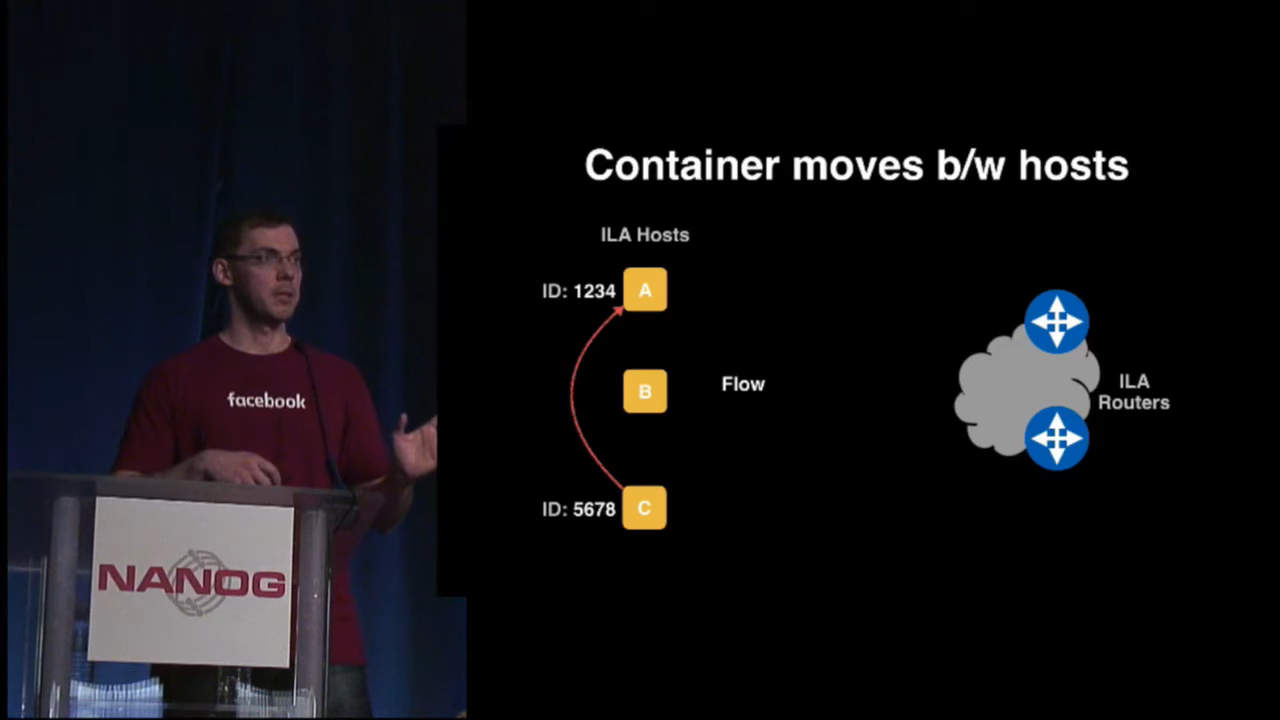 facebook
NANOG
Container moves b/w hosts
ILA Hosts
ID: 1234 A
B
Flow
ID: 5678 C
ILA
Routers